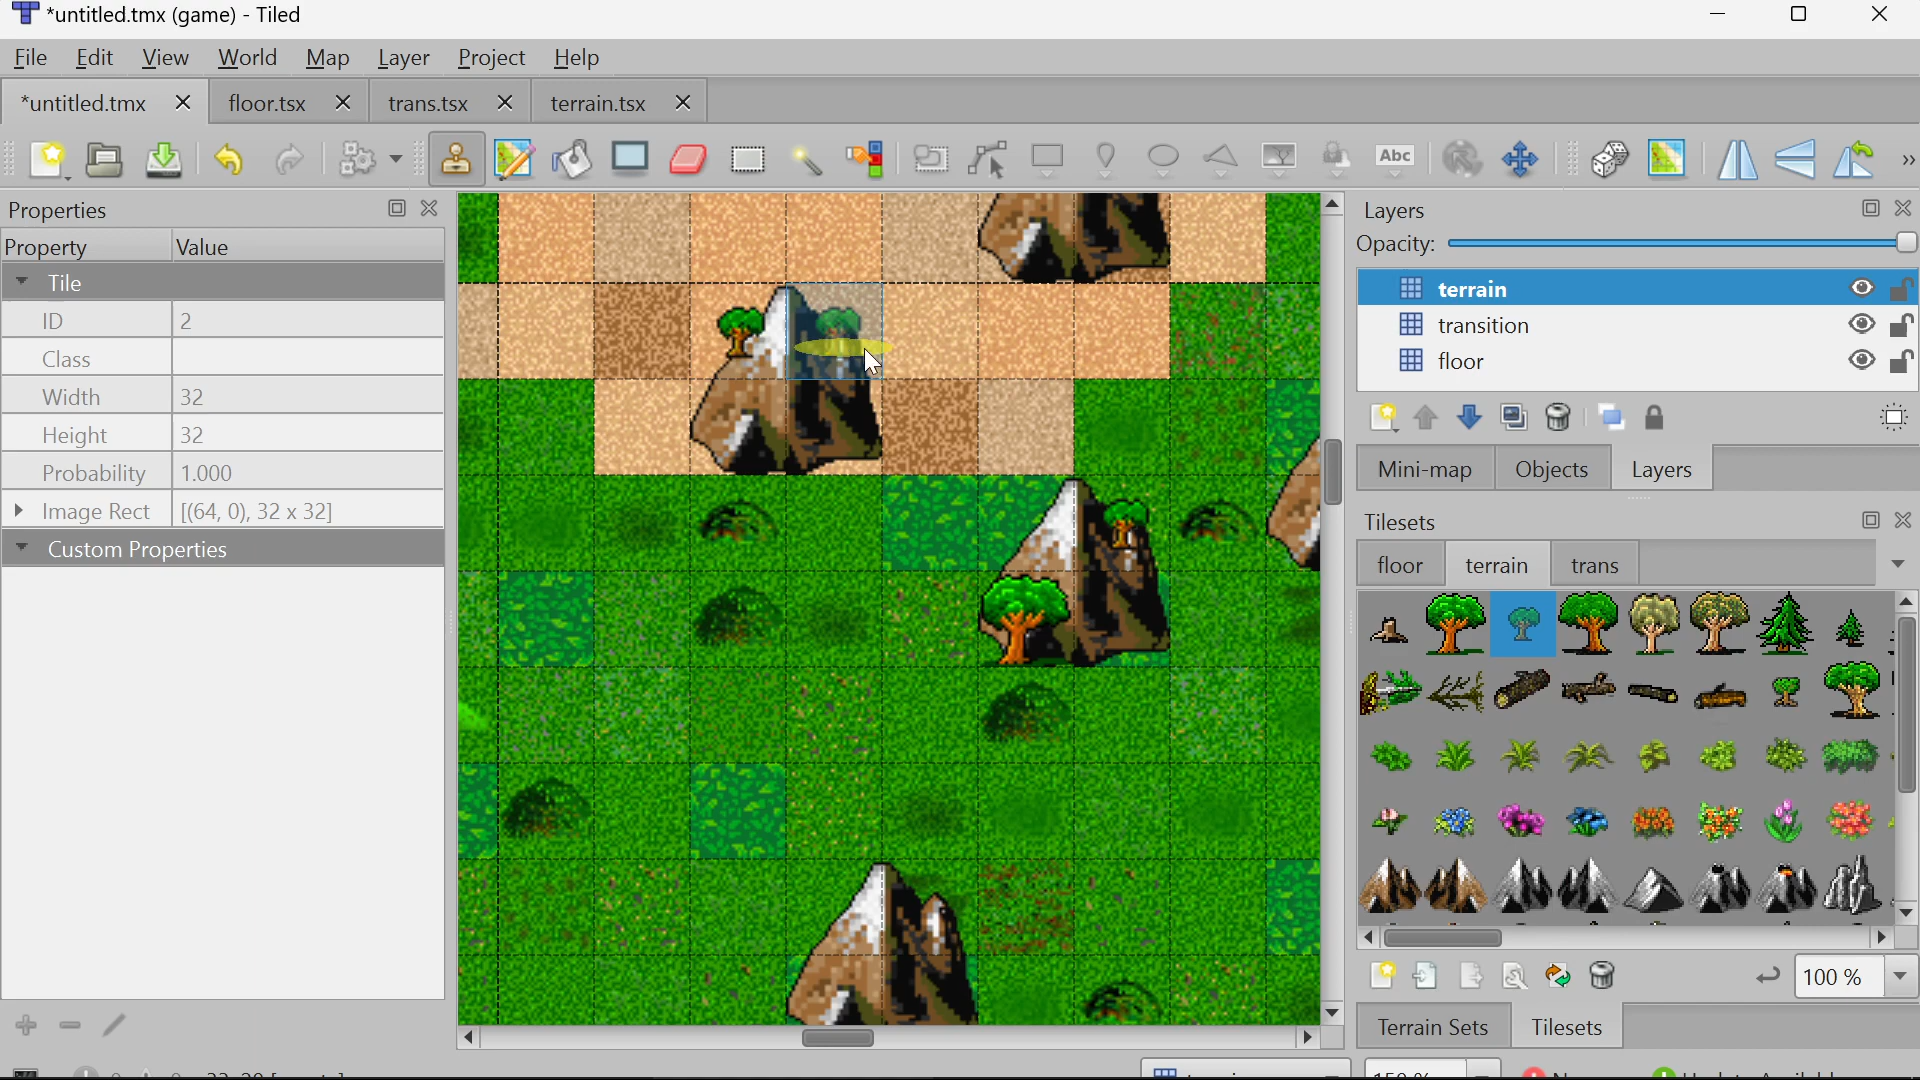 *untitled.tmx (game) - Tiled
File Edit View World Map Layer Project Help
*untitled.tmx floor.tsx trans.tsx terrain.tsx
Abc
Properties
Property Value
Tile
ID 2
Class
Width 32
Height 32
Probability 1.000
Image Rect [(64, 0), 32 x 32]
Custom Properties
Layers
Opacity:
terrain
transition
floor
Mini-map Objects Layers
Tilesets
floor terrain trans
100 %
Terrain Sets Tilesets